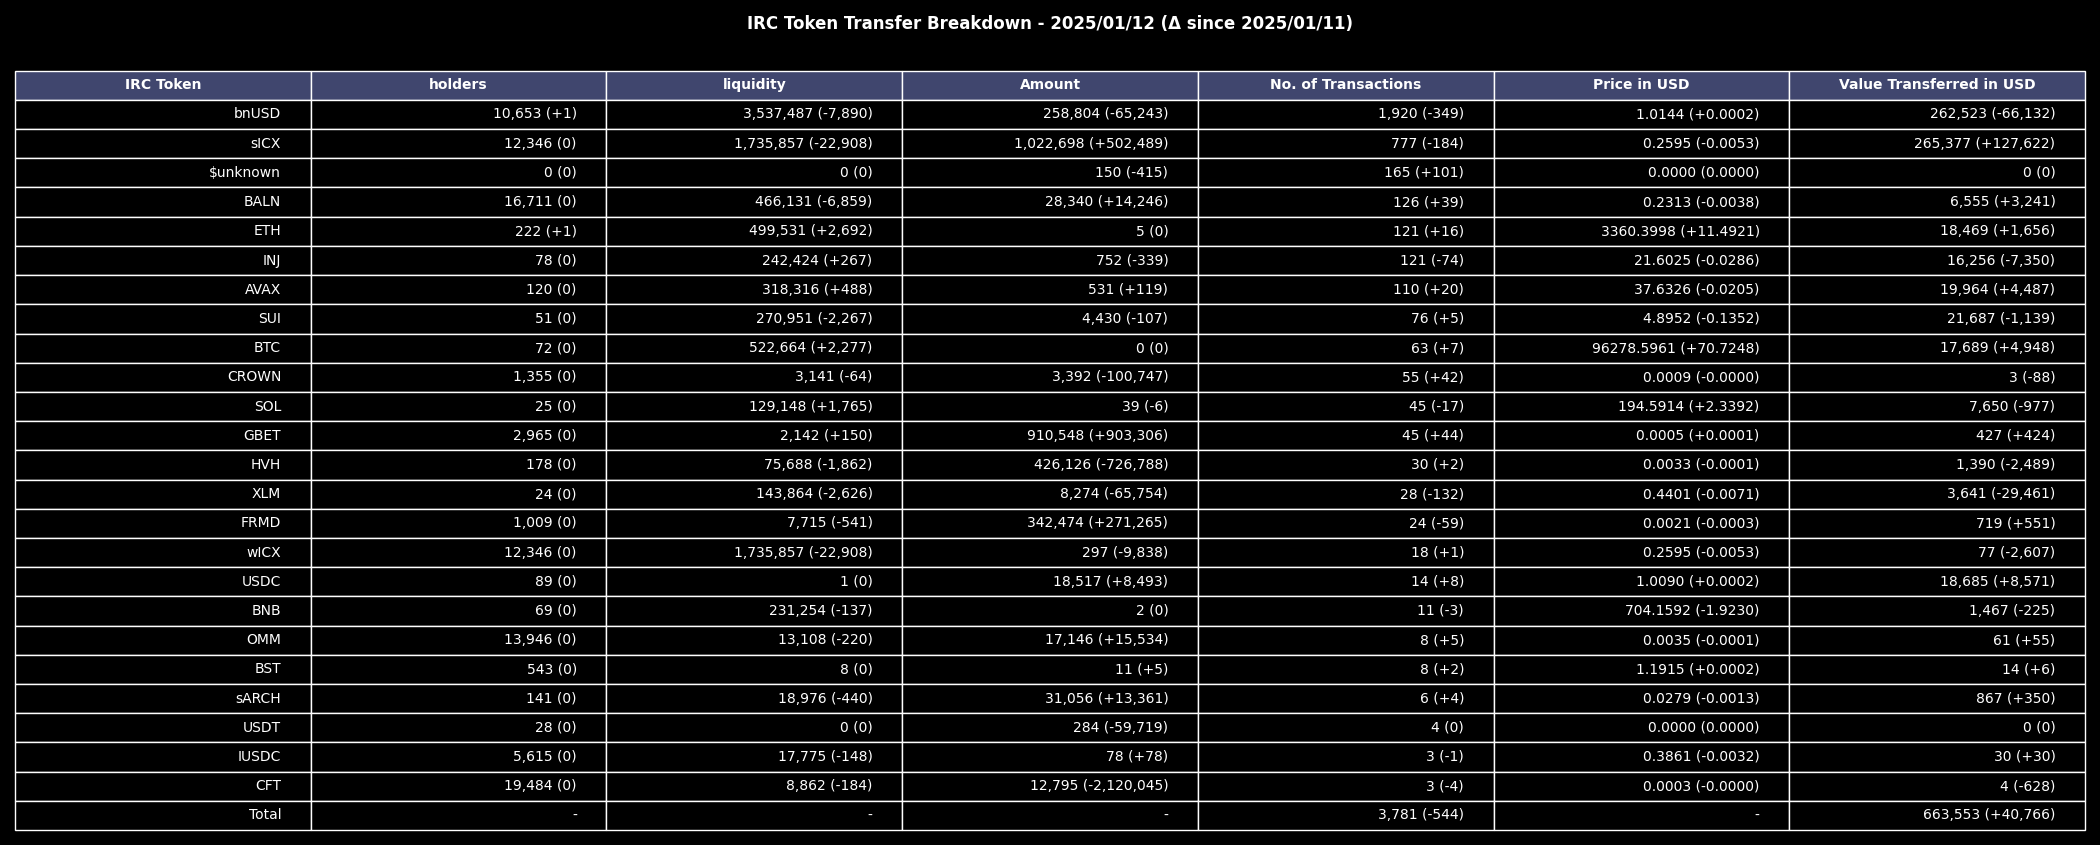 IRC Token Transfer Breakdown - 2025/01/12 (Δ since 2025/01/11)
IRC Token holders liquidity Amount No. of Transactions Price in USD Value Transferred in USD
bnUSD 10,653 (+1) 3,537,487 (-7,890) 258,804 (-65,243) 1,920 (-349) 1.0144 (+0.0002) 262,523 (-66,132)
sICX 12,346 (0) 1,735,857 (-22,908) 1,022,698 (+502,489) 777 (-184) 0.2595 (-0.0053) 265,377 (+127,622)
$unknown 0 (0) 0 (0) 150 (-415) 165 (+101) 0.0000 (0.0000) 0 (0)
BALN 16,711 (0) 466,131 (-6,859) 28,340 (+14,246) 126 (+39) 0.2313 (-0.0038) 6,555 (+3,241)
ETH 222 (+1) 499,531 (+2,692) 5 (0) 121 (+16) 3360.3998 (+11.4921) 18,469 (+1,656)
INJ 78 (0) 242,424 (+267) 752 (-339) 121 (-74) 21.6025 (-0.0286) 16,256 (-7,350)
AVAX 120 (0) 318,316 (+488) 531 (+119) 110 (+20) 37.6326 (-0.0205) 19,964 (+4,487)
SUI 51 (0) 270,951 (-2,267) 4,430 (-107) 76 (+5) 4.8952 (-0.1352) 21,687 (-1,139)
BTC 72 (0) 522,664 (+2,277) 0 (0) 63 (+7) 96278.5961 (+70.7248) 17,689 (+4,948)
CROWN 1,355 (0) 3,141 (-64) 3,392 (-100,747) 55 (+42) 0.0009 (-0.0000) 3 (-88)
SOL 25 (0) 129,148 (+1,765) 39 (-6) 45 (-17) 194.5914 (+2.3392) 7,650 (-977)
GBET 2,965 (0) 2,142 (+150) 910,548 (+903,306) 45 (+44) 0.0005 (+0.0001) 427 (+424)
HVH 178 (0) 75,688 (-1,862) 426,126 (-726,788) 30 (+2) 0.0033 (-0.0001) 1,390 (-2,489)
XLM 24 (0) 143,864 (-2,626) 8,274 (-65,754) 28 (-132) 0.4401 (-0.0071) 3,641 (-29,461)
FRMD 1,009 (0) 7,715 (-541) 342,474 (+271,265) 24 (-59) 0.0021 (-0.0003) 719 (+551)
wICX 12,346 (0) 1,735,857 (-22,908) 297 (-9,838) 18 (+1) 0.2595 (-0.0053) 77 (-2,607)
USDC 89 (0) 1 (0) 18,517 (+8,493) 14 (+8) 1.0090 (+0.0002) 18,685 (+8,571)
BNB 69 (0) 231,254 (-137) 2 (0) 11 (-3) 704.1592 (-1.9230) 1,467 (-225)
OMM 13,946 (0) 13,108 (-220) 17,146 (+15,534) 8 (+5) 0.0035 (-0.0001) 61 (+55)
BST 543 (0) 8 (0) 11 (+5) 8 (+2) 1.1915 (+0.0002) 14 (+6)
sARCH 141 (0) 18,976 (-440) 31,056 (+13,361) 6 (+4) 0.0279 (-0.0013) 867 (+350)
USDT 28 (0) 0 (0) 284 (-59,719) 4 (0) 0.0000 (0.0000) 0 (0)
IUSDC 5,615 (0) 17,775 (-148) 78 (+78) 3 (-1) 0.3861 (-0.0032) 30 (+30)
CFT 19,484 (0) 8,862 (-184) 12,795 (-2,120,045) 3 (-4) 0.0003 (-0.0000) 4 (-628)
Total - - - 3,781 (-544) - 663,553 (+40,766)